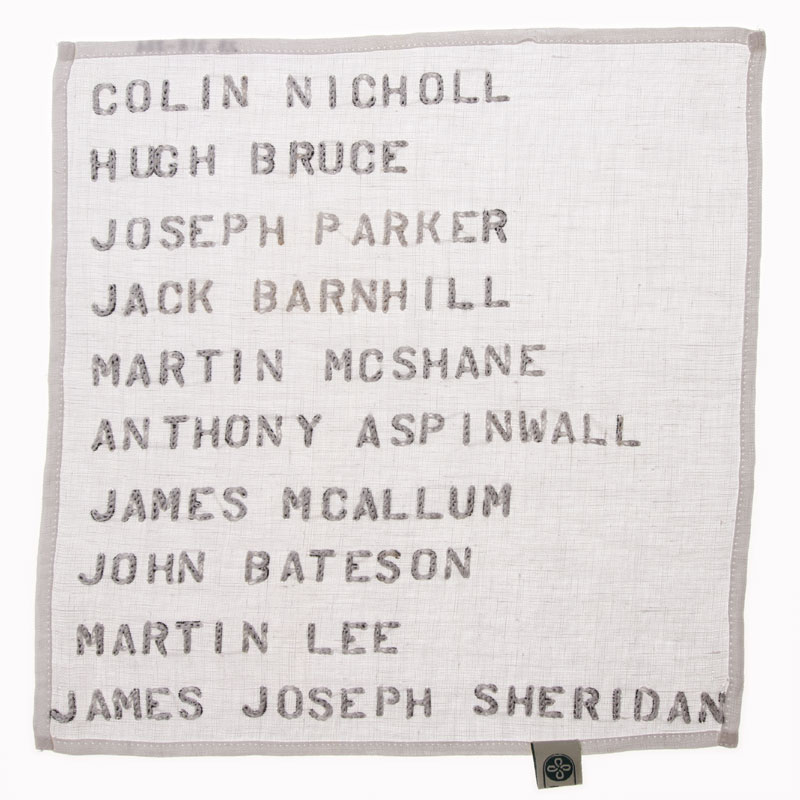 COLIN NICHOLL
HUGH BRUCE
JOSEPH PARKER
JACK BARNHILL
MARTIN MCSHANE
ANTHONY ASPINWALL
JAMES MCALLUM
JOHN BATESON
MARTIN LEE
JAMES JOSEPH SHERIDAN